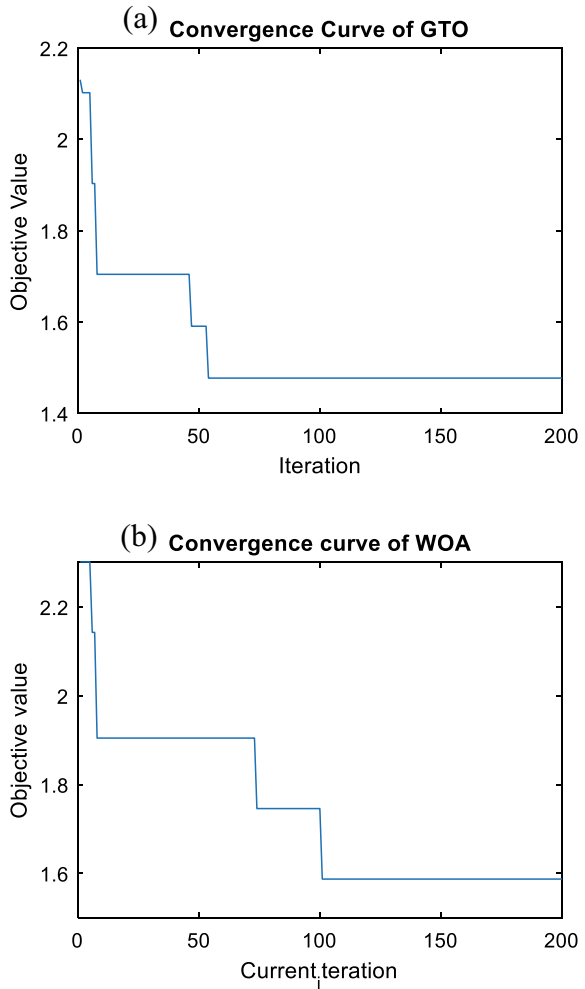 (a) Convergence Curve of GTO
2.2
2
1.8
1.6
1.4
Objective Value
0 50 100 150 200
Iteration
(b) Convergence curve of WOA
2.2
2
1.8
1.6
Objective value
0 50 100 150 200
Current_iteration